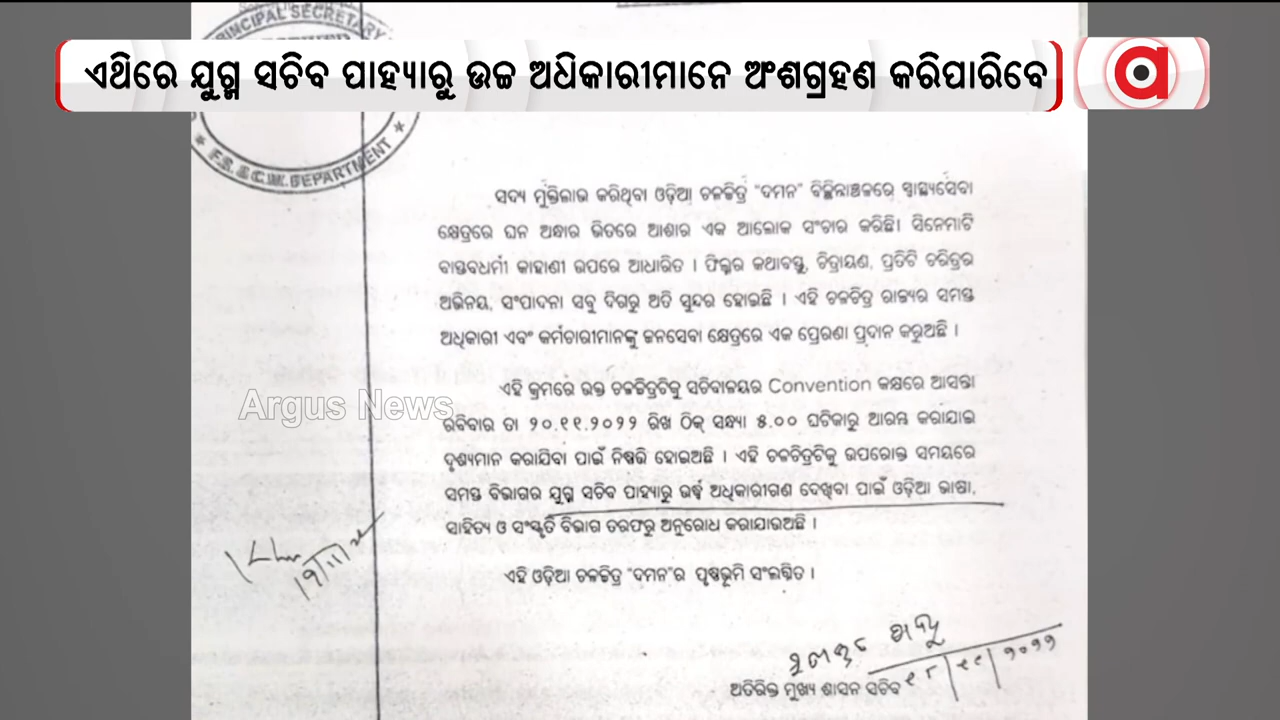 PRINCIPAL SECRETARY
ଏଥିରେ ଯୁଗ୍ମ ସଚିବ ପାହ୍ୟାରୁ ଉଚ୍ଚ ଅଧିକାରୀମାନେ ଅଂଶଗ୍ରହଣ କରିପାରିବେ
a
F.S. & C.W. DEPARTMENT
ସଦ୍ୟ ମୁକ୍ତିଲାଭ କରିଥିବା ଓଡ଼ିଆ ଚଳଚ୍ଚିତ୍ର "ଦମନ" ବିଚ୍ଛିନ୍ନାଞ୍ଚଳରେ ସ୍ୱାସ୍ଥ୍ୟସେବା
କ୍ଷେତ୍ରରେ ଘନ ଅନ୍ଧାର ଭିତରେ ଆଶାର ଏକ ଆଲୋକ ସଂଚାର କରିଛି। ସିନେମାଟି
ବାସ୍ତବଧର୍ମୀ କାହାଣୀ ଉପରେ ଆଧାରିତ । ଫିଲ୍ମର କଥାବସ୍ତୁ, ଚିତ୍ରାୟଣ, ପ୍ରତିଟି ଚରିତ୍ରର
ଅଭିନୟ, ସଂପାଦନା ସବୁ ଦିଗରୁ ଅତି ସୁନ୍ଦର ହୋଇଛି । ଏହି ଚଳଚିତ୍ର ରାଜ୍ୟର ସମସ୍ତ
ଅଧିକାରୀ ଏବଂ କର୍ମଚାରୀମାନଙ୍କୁ ଜନସେବା କ୍ଷେତ୍ରରେ ଏକ ପ୍ରେରଣା ପ୍ରଦାନ କରୁଅଛି ।
ଏହି କ୍ରମରେ ଉକ୍ତ ଚଳଚ୍ଚିତ୍ରଟିକୁ ସଚିବାଳୟର Convention କକ୍ଷରେ ଆସନ୍ତା
Argus News
ରବିବାର ତା ୨୦.୧୧.୨୦୨୨ ରିଖ ଠିକ୍ ସନ୍ଧ୍ୟା ୫.୦୦ ଘଟିକାରୁ ଆରମ୍ଭ କରାଯାଇ
ଦୃଶ୍ୟମାନ କରାଯିବା ପାଇଁ ନିଷ୍ପତ୍ତି ହୋଇଅଛି । ଏହି ଚଳଚିତ୍ରଟିକୁ ଉପରୋକ୍ତ ସମୟରେ
ସମସ୍ତ ବିଭାଗର ଯୁଗ୍ମ ସଚିବ ପାହ୍ୟାରୁ ଉର୍ଦ୍ଧ୍ୱ ଅଧିକାରୀଗଣ ଦେଖିବା ପାଇଁ ଓଡ଼ିଆ ଭାଷା,
ସାହିତ୍ୟ ଓ ସଂସ୍କୃତି ବିଭାଗ ତରଫରୁ ଅନୁରୋଧ କରାଯାଉଅଛି ।
ଏହି ଓଡ଼ିଆ ଚଳଚ୍ଚିତ୍ର "ଦମନ"ର ପୃଷ୍ଠଭୂମି ସଂଲଗ୍ନିତ ।
୧୮/୧୧/୨୦୨୨
ଅତିରିକ୍ତ ମୁଖ୍ୟ ଶାସନ ସଚିବ